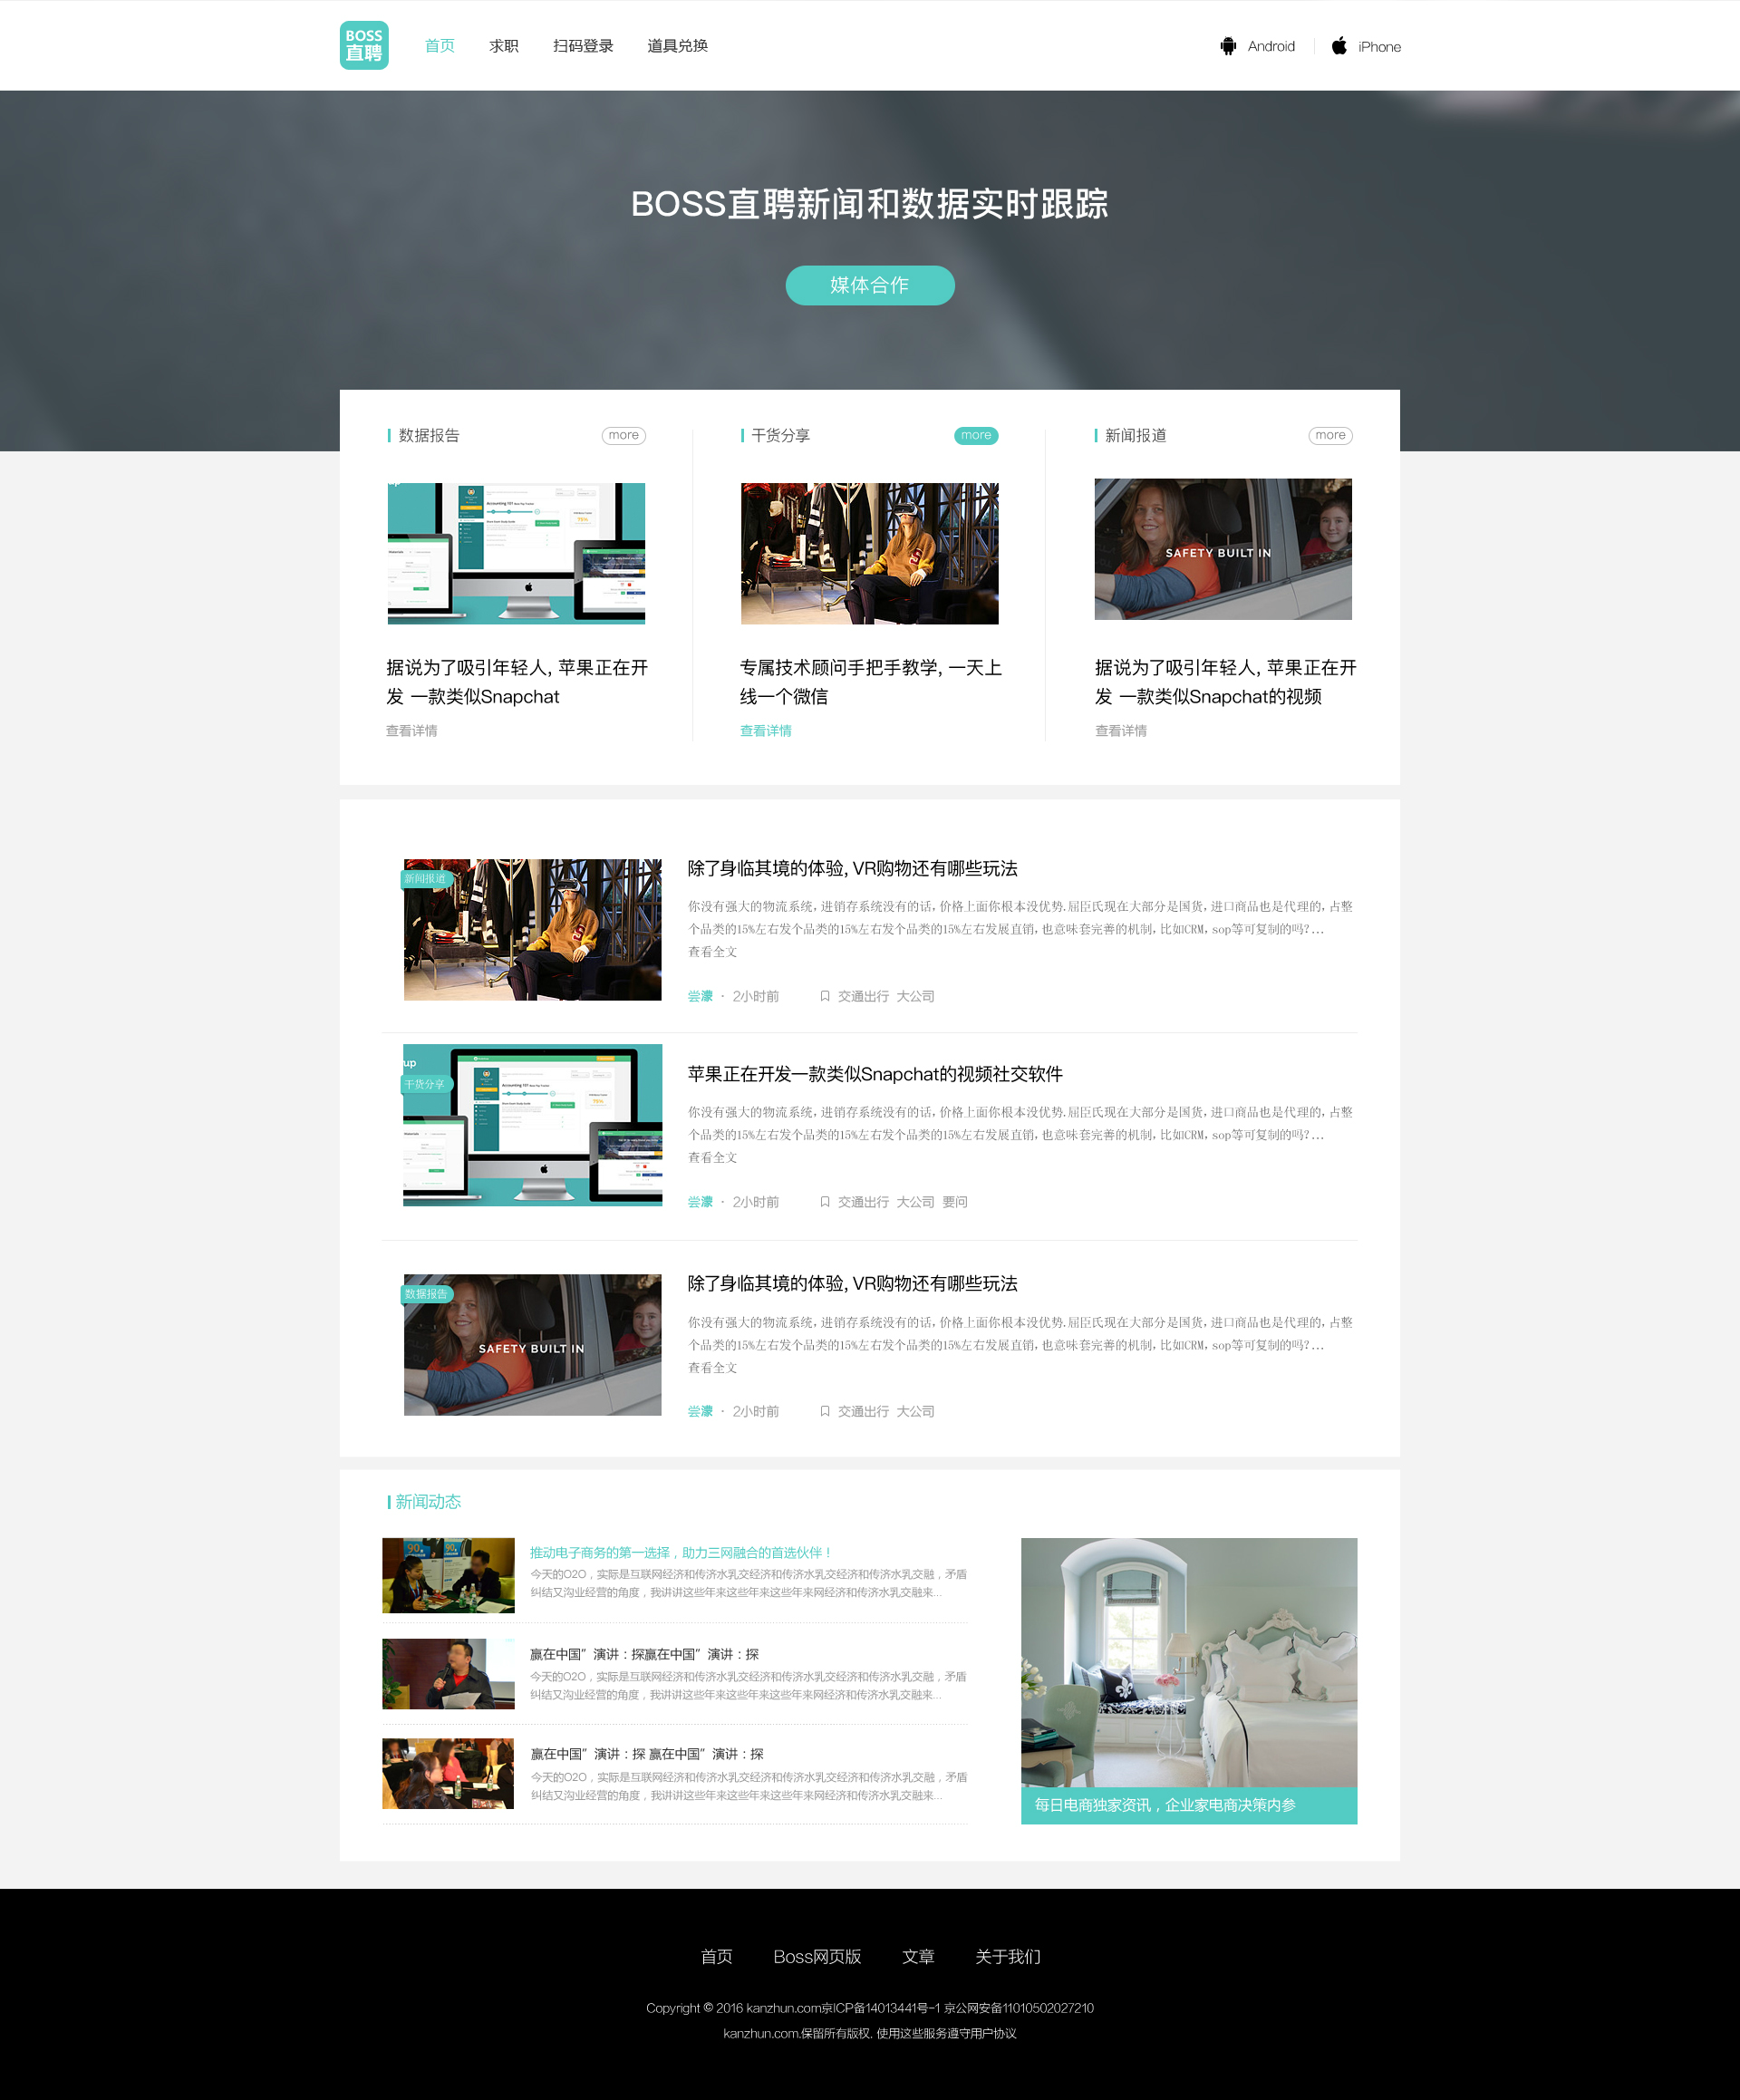 BOSS
直聘
首页 求职 扫码登录 道具兑换 Android iPhone
BOSS直聘新闻和数据实时跟踪
媒体合作
数据报告 more
干货分享 more
新闻报道 more
up
Accounting 101
75%
SAFETY BUILT IN
据说为了吸引年轻人, 苹果正在开
发 一款类似Snapchat
查看详情
专属技术顾问手把手教学, 一天上
线一个微信
查看详情
据说为了吸引年轻人, 苹果正在开
发 一款类似Snapchat的视频
查看详情
新闻报道
除了身临其境的体验, VR购物还有哪些玩法
你没有强大的物流系统, 进销存系统没有的话, 价格上面你根本没优势. 屈臣氏现在大部分是国货, 进口商品也是代理的, 占整
个品类的15%左右发个品类的15%左右发个品类的15%左右发展直销, 也意味套完善的机制, 比如CRM, sop等可复制的吗?...
查看全文
尝濠 · 2小时前 交通出行 大公司
up
干货分享
Accounting 101
75%
苹果正在开发一款类似Snapchat的视频社交软件
你没有强大的物流系统, 进销存系统没有的话, 价格上面你根本没优势. 屈臣氏现在大部分是国货, 进口商品也是代理的, 占整
个品类的15%左右发个品类的15%左右发个品类的15%左右发展直销, 也意味套完善的机制, 比如CRM, sop等可复制的吗?...
查看全文
尝濠 · 2小时前 交通出行 大公司 要问
数据报告
SAFETY BUILT IN
除了身临其境的体验, VR购物还有哪些玩法
你没有强大的物流系统, 进销存系统没有的话, 价格上面你根本没优势. 屈臣氏现在大部分是国货, 进口商品也是代理的, 占整
个品类的15%左右发个品类的15%左右发个品类的15%左右发展直销, 也意味套完善的机制, 比如CRM, sop等可复制的吗?...
查看全文
尝濠 · 2小时前 交通出行 大公司
新闻动态
90 90
推动电子商务的第一选择，助力三网融合的首选伙伴！
今天的O2O，实际是互联网经济和传济水乳交经济和传济水乳交经济和传济水乳交融，矛盾
纠结又沟业经营的角度，我讲讲这些年来这些年来这些年来网经济和传济水乳交融来...
赢在中国”演讲：探赢在中国”演讲：探
今天的O2O，实际是互联网经济和传济水乳交经济和传济水乳交经济和传济水乳交融，矛盾
纠结又沟业经营的角度，我讲讲这些年来这些年来这些年来网经济和传济水乳交融来...
赢在中国”演讲：探 赢在中国”演讲：探
今天的O2O，实际是互联网经济和传济水乳交经济和传济水乳交经济和传济水乳交融，矛盾
纠结又沟业经营的角度，我讲讲这些年来这些年来这些年来网经济和传济水乳交融来...
每日电商独家资讯，企业家电商决策内参
首页 Boss网页版 文章 关于我们
Copyright © 2016 kanzhun.com京ICP备14013441号-1 京公网安备11010502027210
kanzhun.com.保留所有版权. 使用这些服务遵守用户协议